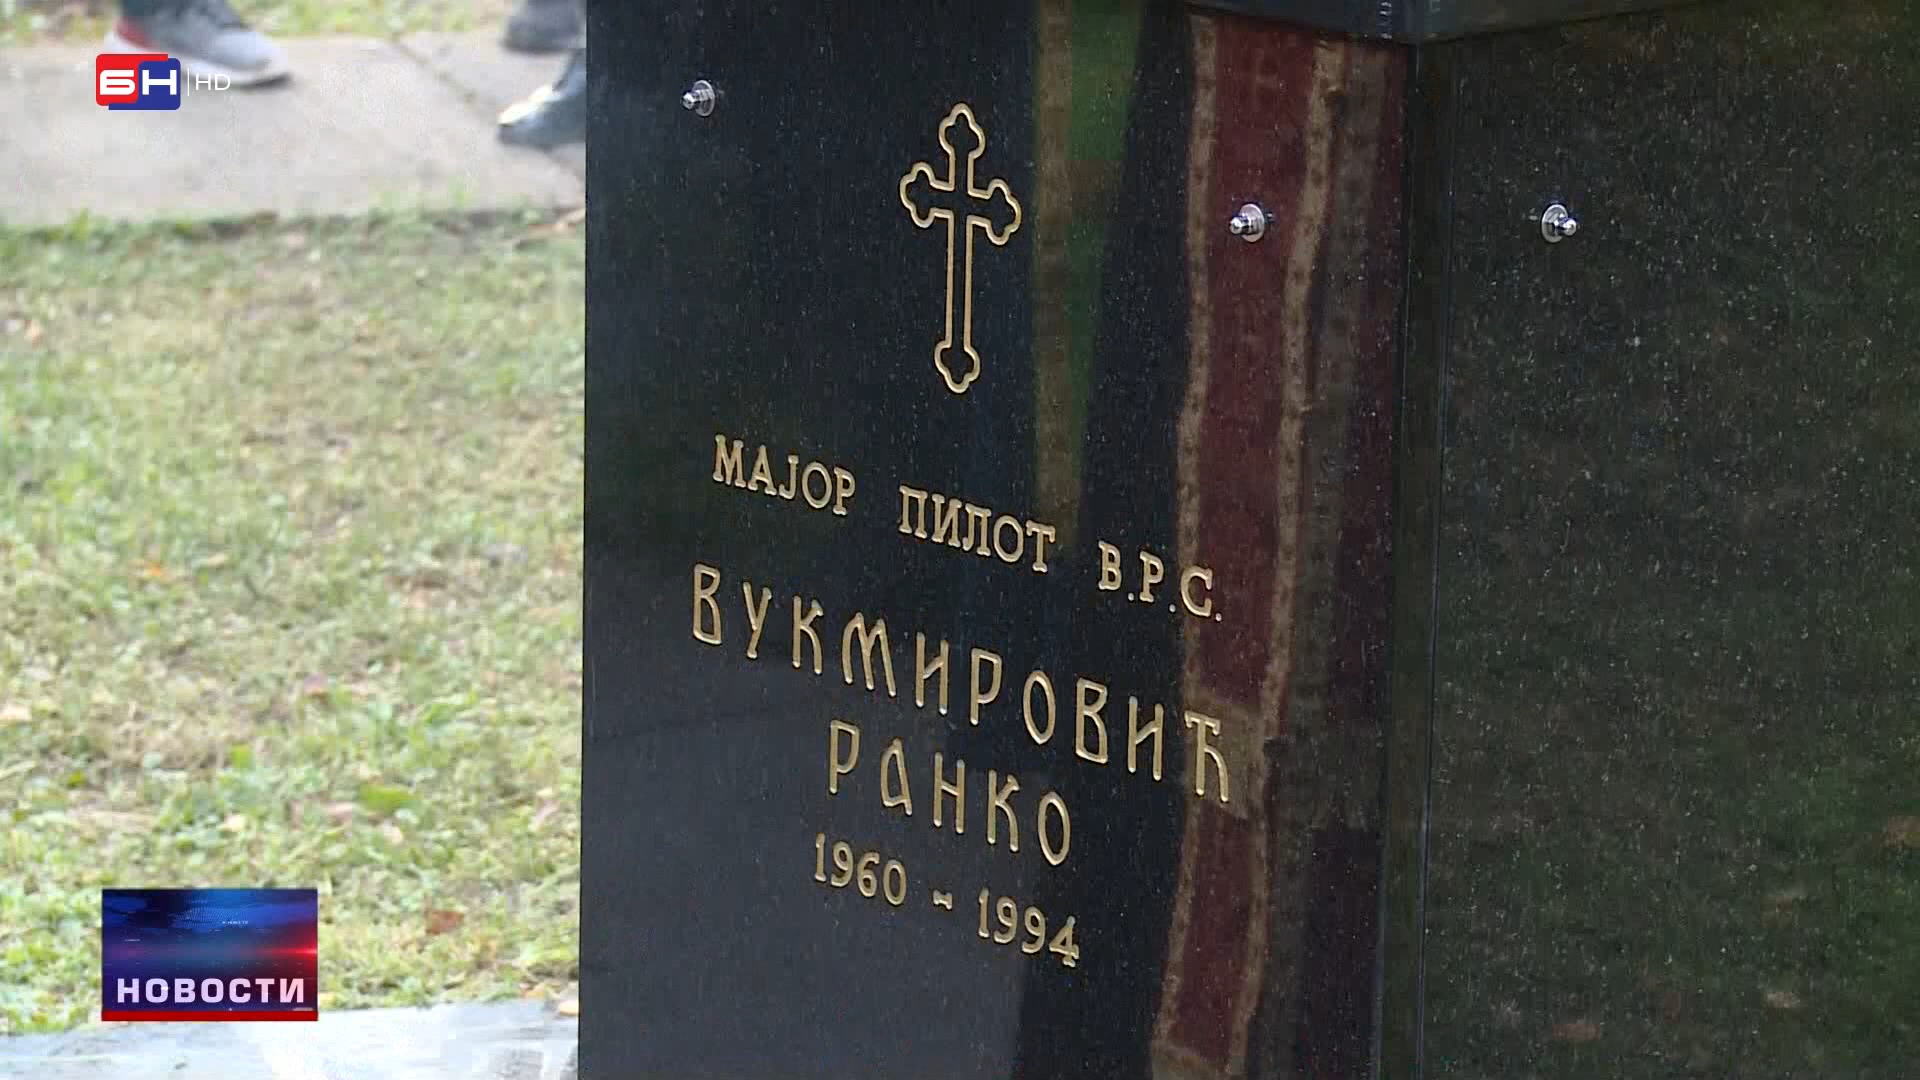 БН HD
МАЈОР ПИЛОТ В.Р.С.
ВУКМИРОВИЋ
РАНКО
1960 - 1994
НОВОСТИ